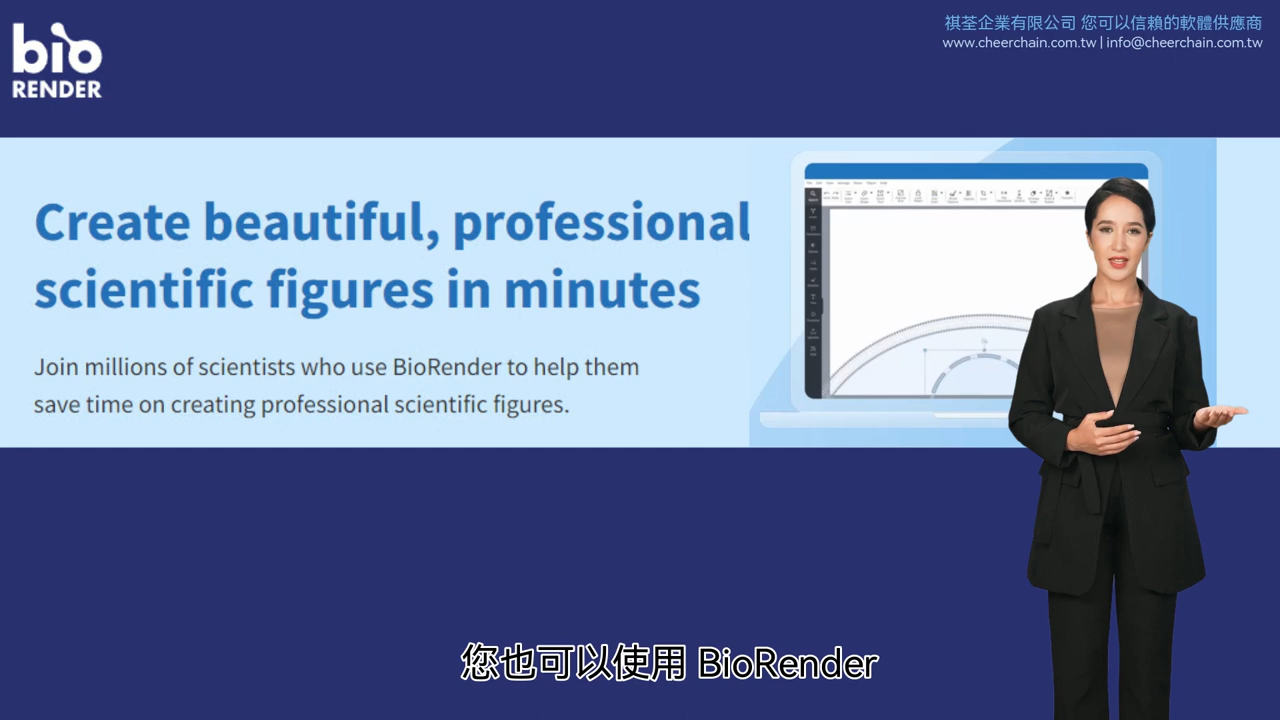 bio
RENDER
祺荃企業有限公司 您可以信賴的軟體供應商
www.cheerchain.com.tw | info@cheerchain.com.tw
Create beautiful, professional
scientific figures in minutes
Join millions of scientists who use BioRender to help them
save time on creating professional scientific figures.
您也可以使用 BioRender